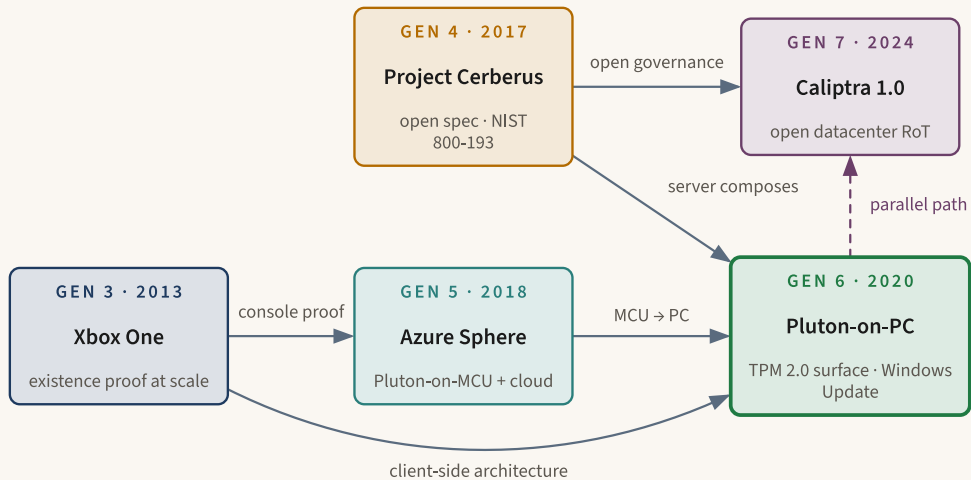 GEN 4 · 2017
Project Cerberus
open spec · NIST
800-193
open governance
GEN 7 · 2024
Caliptra 1.0
open datacenter RoT
server composes
parallel path
GEN 3 · 2013
Xbox One
existence proof at scale
console proof
GEN 5 · 2018
Azure Sphere
Pluton-on-MCU + cloud
MCU → PC
GEN 6 · 2020
Pluton-on-PC
TPM 2.0 surface · Windows
Update
client-side architecture